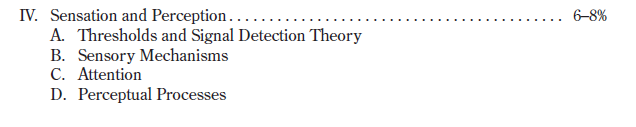 IV. Sensation and Perception........................................... 6–8%
A. Thresholds and Signal Detection Theory
B. Sensory Mechanisms
C. Attention
D. Perceptual Processes